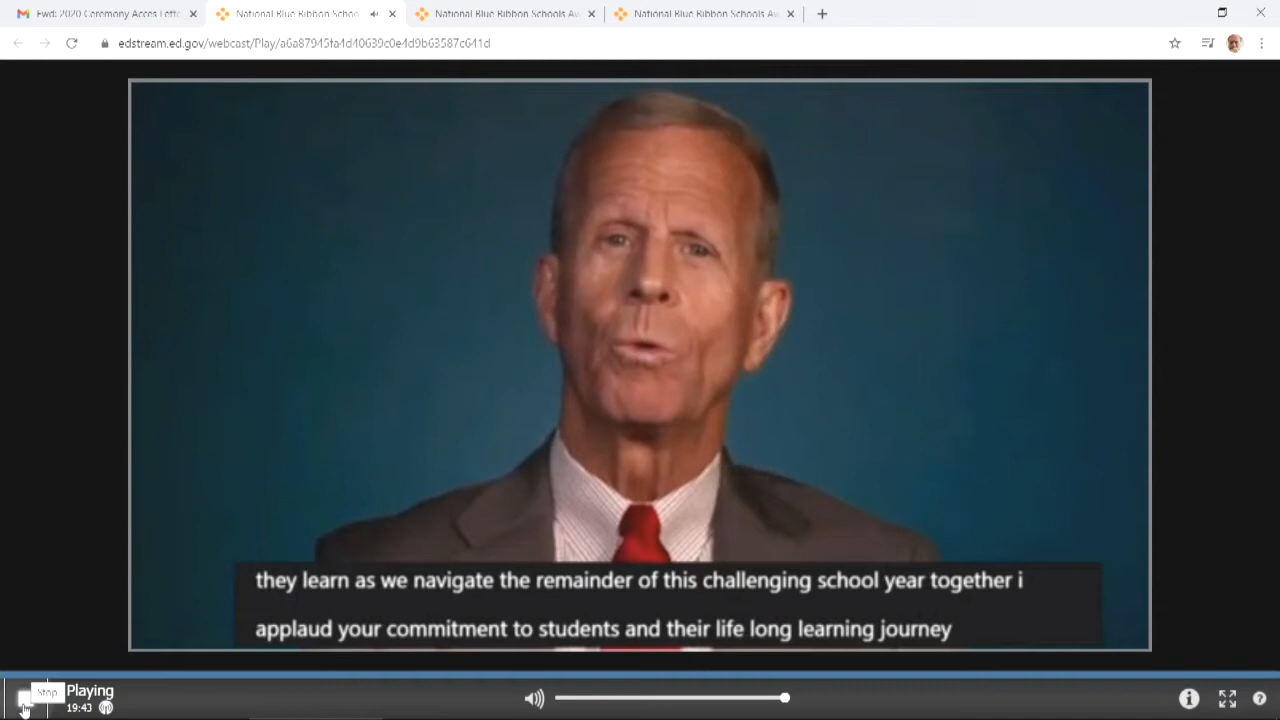 Fwd: 2020 Ceremony Acces Lette
National Blue Ribbon Schoo
National Blue Ribbon Schools Aw
National Blue Ribbon Schools Aw
edstream.ed.gov/webcast/Play/a6a87945fa4d40639c0e4d9b63587c641d
they learn as we navigate the remainder of this challenging school year together i
applaud your commitment to students and their life long learning journey
Stop
Playing
19:43